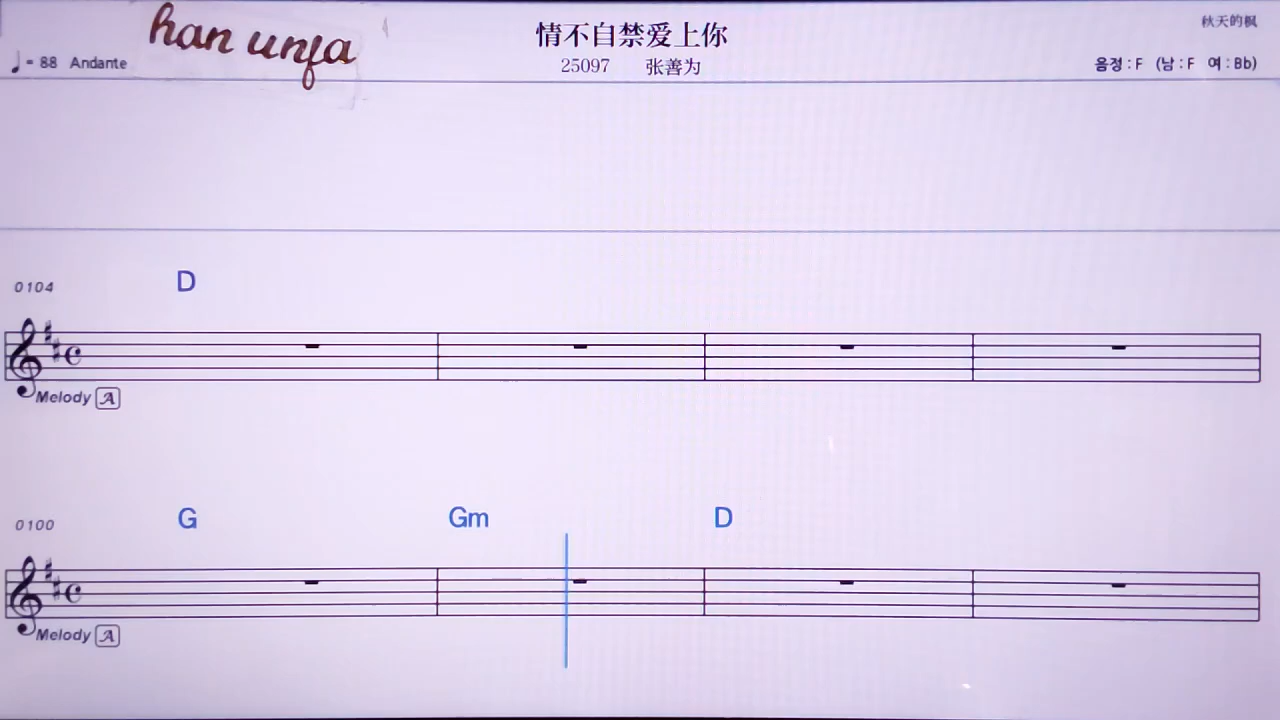 han unfa
情不自禁爱上你
秋天的枫
♩= 88 Andante
25097 张善为
음정 : F (남 : F 여 : Bb)
0104 D
Melody A
0100 G Gm D
Melody A